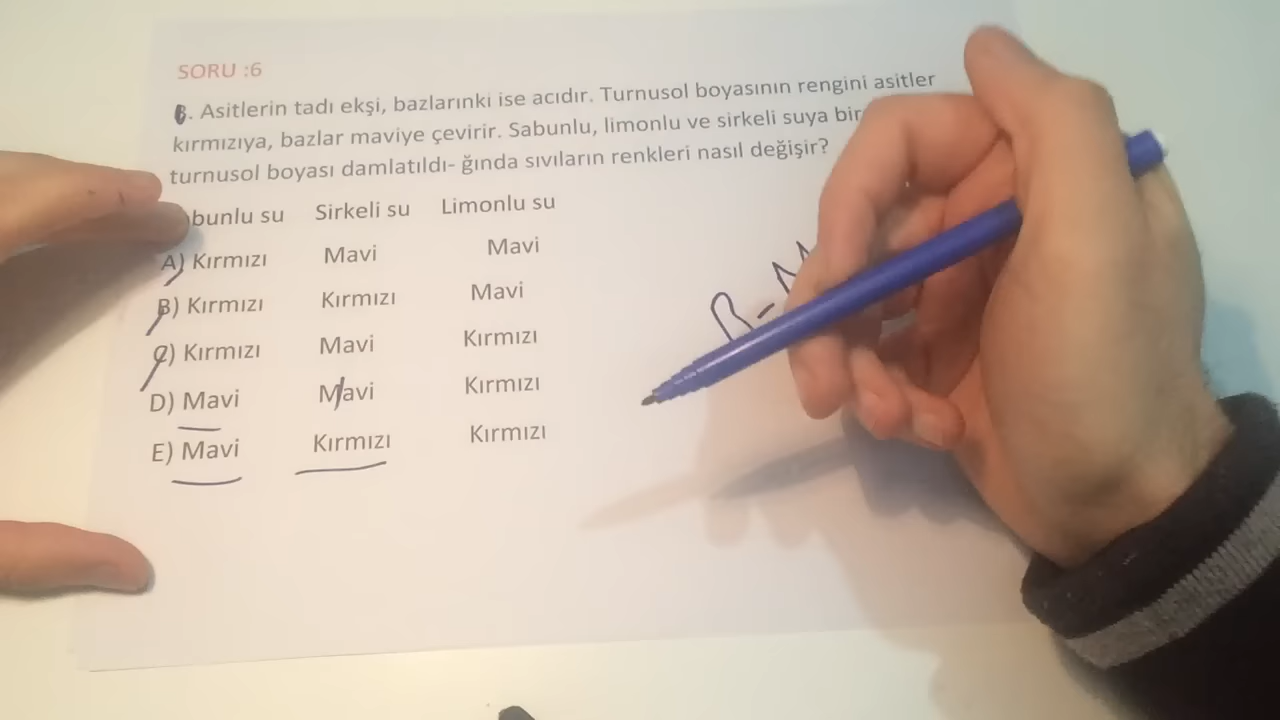 SORU :6
6. Asitlerin tadı ekşi, bazlarınki ise acıdır. Turnusol boyasının rengini asitler
kırmızıya, bazlar maviye çevirir. Sabunlu, limonlu ve sirkeli suya bir
turnusol boyası damlatıldı- ğında sıvıların renkleri nasıl değişir?
bunlu su Sirkeli su Limonlu su
A) Kırmızı Mavi Mavi
B) Kırmızı Kırmızı Mavi
C) Kırmızı Mavi Kırmızı
D) Mavi Mavi Kırmızı
E) Mavi Kırmızı Kırmızı
B-M